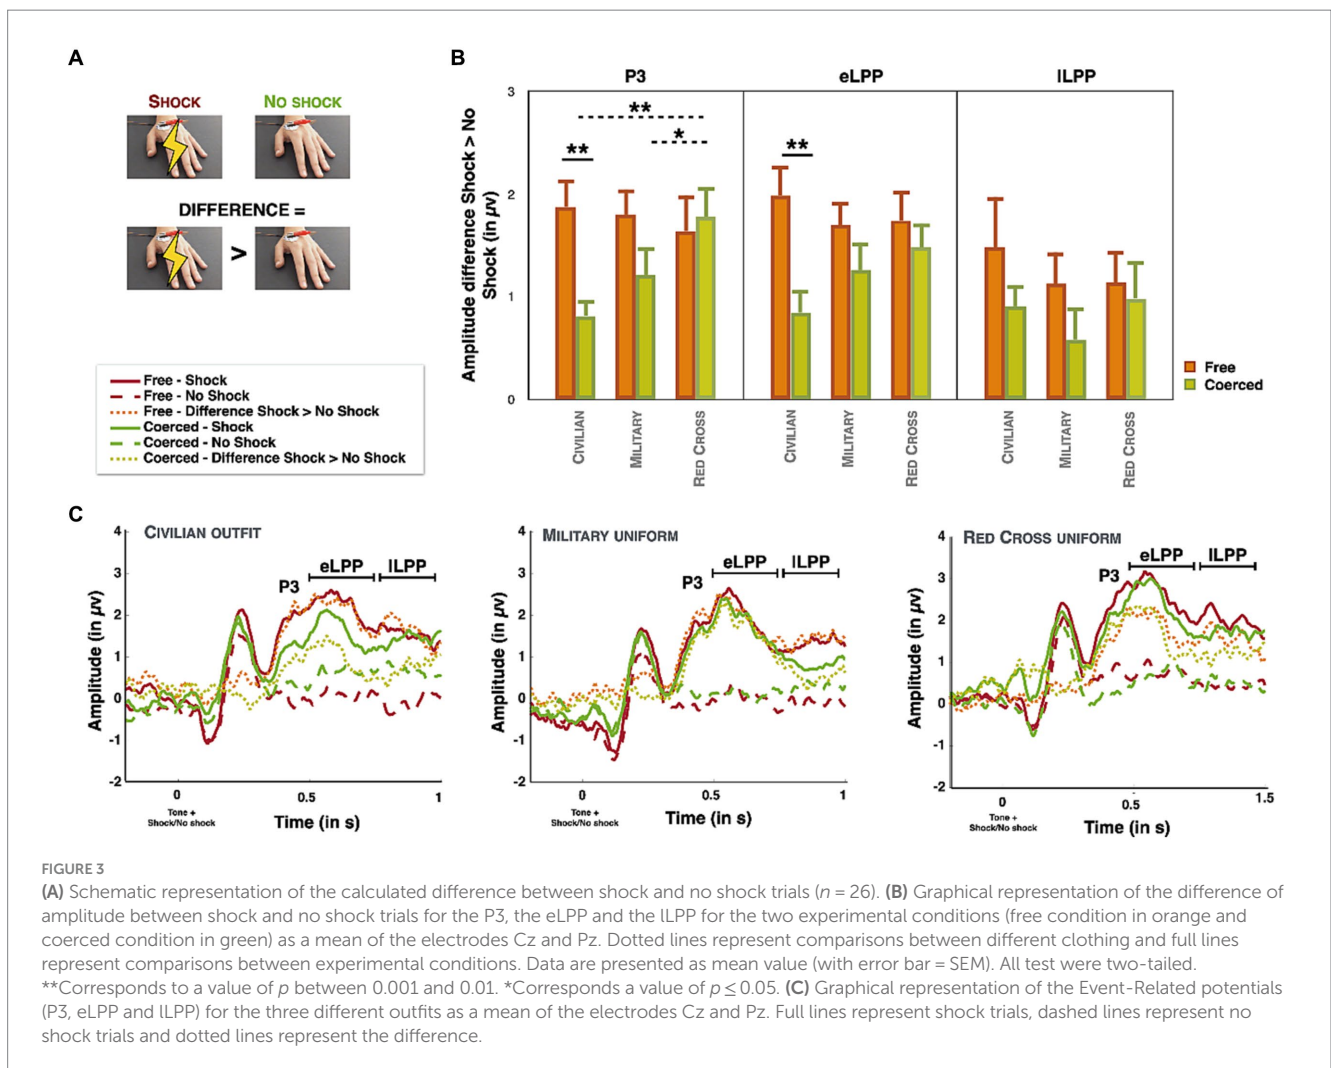 A
SHOCK
NO SHOCK
DIFFERENCE =
>
Free - Shock
Free - No Shock
Free - Difference Shock > No Shock
Coerced - Shock
Coerced - No Shock
Coerced - Difference Shock > No Shock
B
P3
eLPP
lLPP
Amplitude difference Shock > No
Shock (in μv)
3
2
1
0
**
**
*
**
CIVILIAN
MILITARY
RED CROSS
CIVILIAN
MILITARY
RED CROSS
CIVILIAN
MILITARY
RED CROSS
Free
Coerced
C
CIVILIAN OUTFIT
Amplitude (in μv)
4
3
2
1
0
-1
-2
P3
eLPP
lLPP
0
0.5
1
Tone +
Shock/No shock
Time (in s)
MILITARY UNIFORM
Amplitude (in μv)
4
3
2
1
0
-1
-2
P3
eLPP
lLPP
0
0.5
1
Tone +
Shock/No shock
Time (in s)
RED CROSS UNIFORM
Amplitude (in μv)
4
3
2
1
0
-1
-2
P3
eLPP
lLPP
0
0.5
1.5
Tone +
Shock/No shock
Time (in s)
FIGURE 3
(A) Schematic representation of the calculated difference between shock and no shock trials (n = 26). (B) Graphical representation of the difference of
amplitude between shock and no shock trials for the P3, the eLPP and the lLPP for the two experimental conditions (free condition in orange and
coerced condition in green) as a mean of the electrodes Cz and Pz. Dotted lines represent comparisons between different clothing and full lines
represent comparisons between experimental conditions. Data are presented as mean value (with error bar = SEM). All test were two-tailed.
**Corresponds to a value of p between 0.001 and 0.01. *Corresponds a value of p ≤ 0.05. (C) Graphical representation of the Event-Related potentials
(P3, eLPP and lLPP) for the three different outfits as a mean of the electrodes Cz and Pz. Full lines represent shock trials, dashed lines represent no
shock trials and dotted lines represent the difference.